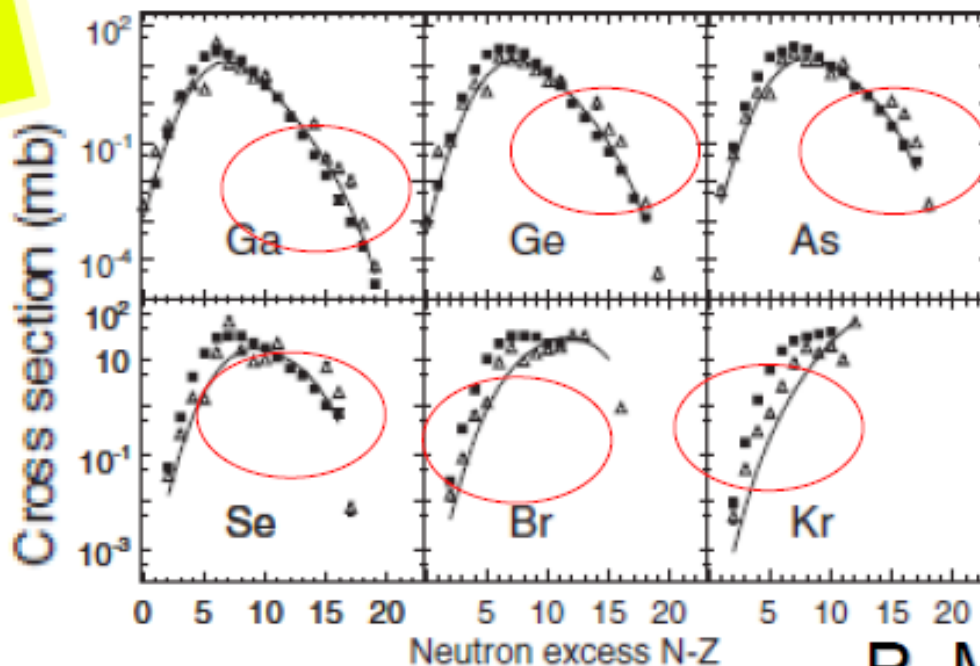 Cross section (mb)
10²
10⁻¹
10⁻⁴
Ga
Ge
As
10²
10
10⁻¹
10⁻³
Se
Br
Kr
0 5 10 15 20 5 10 15 20 5 10 15 20
Neutron excess N-Z